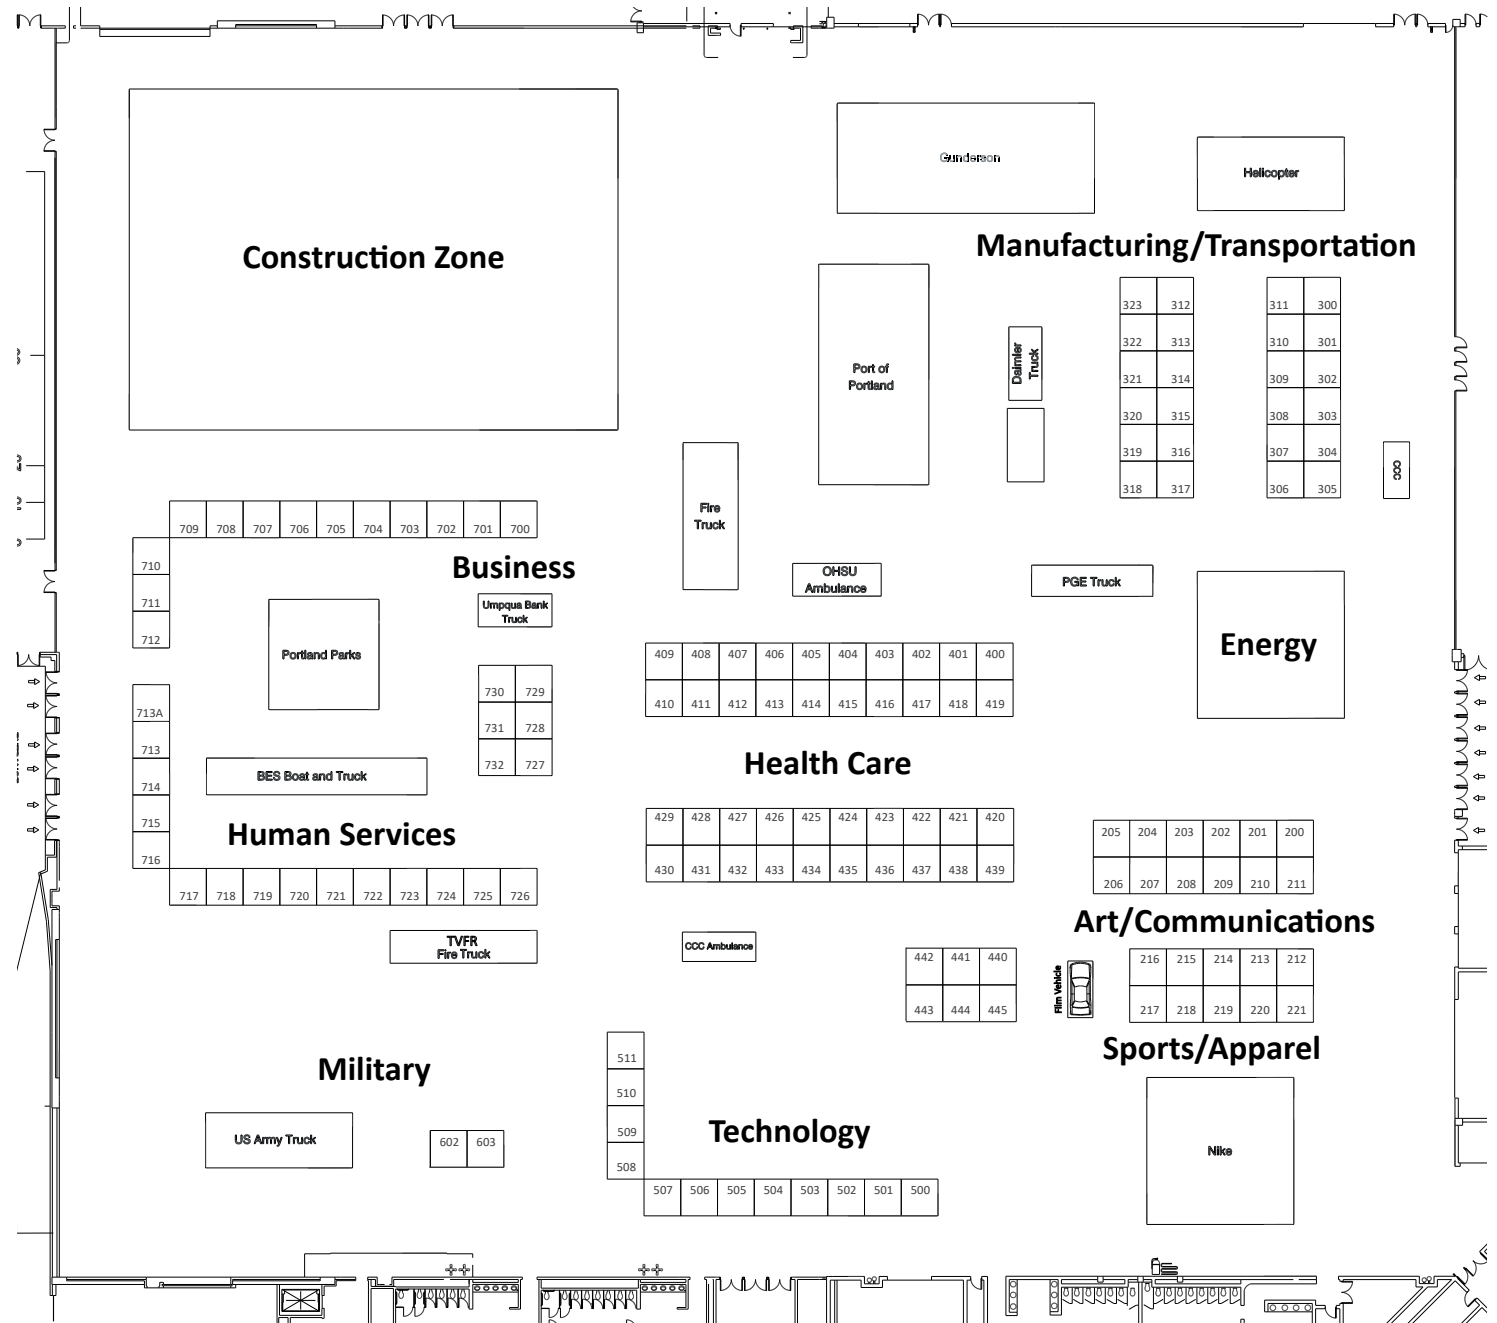 Gunderson
Helicopter
Construction Zone
Manufacturing/Transportation
323 312 311 300
322 313 310 301
321 314 309 302
320 315 308 303
319 316 307 304
318 317 306 305
Port of
Portland
Daimler
Truck
CCC
Fire
Truck
709 708 707 706 705 704 703 702 701 700
710
711
712
Business
Umpqua Bank
Truck
OHSU
Ambulance
PGE Truck
Energy
Portland Parks
409 408 407 406 405 404 403 402 401 400
410 411 412 413 414 415 416 417 418 419
730 729
731 728
732 727
713A
713
714
715
716
BES Boat and Truck
Health Care
Human Services
429 428 427 426 425 424 423 422 421 420
430 431 432 433 434 435 436 437 438 439
205 204 203 202 201 200
206 207 208 209 210 211
717 718 719 720 721 722 723 724 725 726
Art/Communications
TVFR
Fire Truck
CCC Ambulance
442 441 440
443 444 445
Film Vehicle
216 215 214 213 212
217 218 219 220 221
Sports/Apparel
Military
511
510
509
508
Technology
US Army Truck
602 603
Nike
507 506 505 504 503 502 501 500